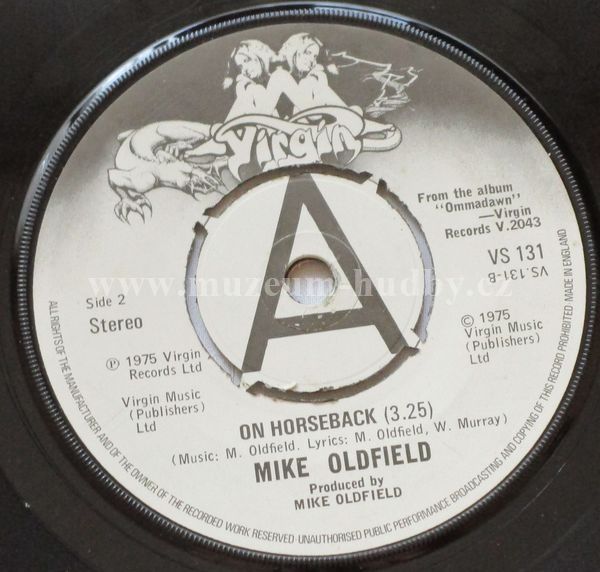 Virgin
A
From the album
"Ommadawn"
—Virgin
Records V.2043
VS 131
VS.131-B
Side 2
Stereo
℗ 1975 Virgin
Records Ltd
Virgin Music
(Publishers)
Ltd
© 1975
Virgin Music
(Publishers)
Ltd
ON HORSEBACK (3.25)
(Music: M. Oldfield. Lyrics: M. Oldfield, W. Murray)
MIKE OLDFIELD
Produced by
MIKE OLDFIELD
ALL RIGHTS OF THE MANUFACTURER AND OF THE OWNER OF THE RECORDED WORK RESERVED·UNAUTHORISED PUBLIC PERFORMANCE BROADCASTING AND COPYING OF THIS RECORD PROHIBITED MADE IN ENGLAND
www.muzeum-hudby.cz